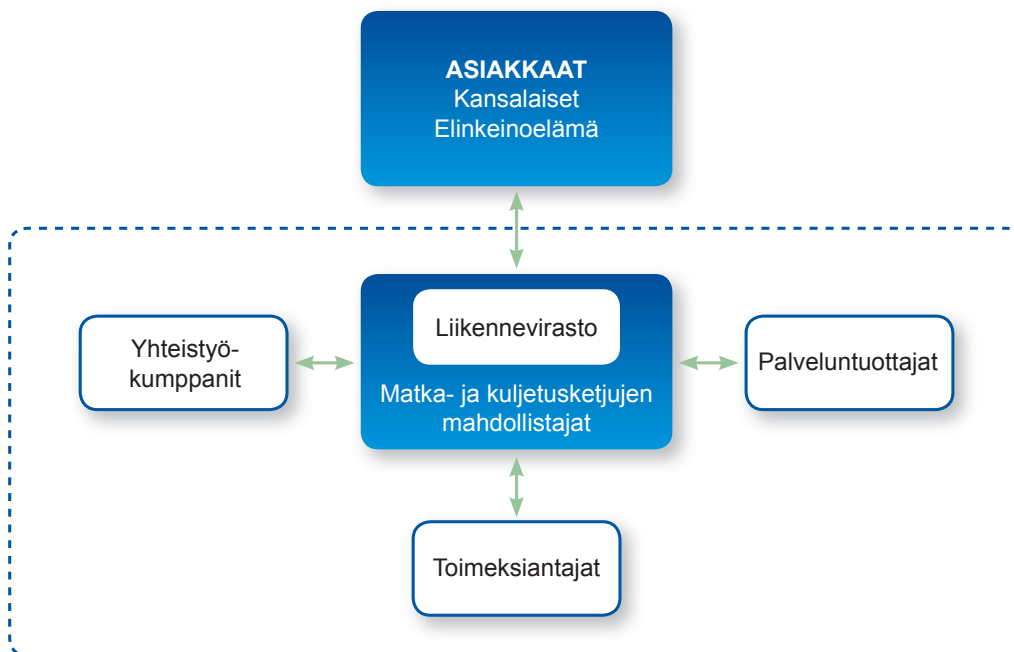 ASIAKKAAT
Kansalaiset
Elinkeinoelämä
Liikennevirasto
Matka- ja kuljetusketjujen
mahdollistajat
Yhteistyö-
kumppanit
Palveluntuottajat
Toimeksiantajat